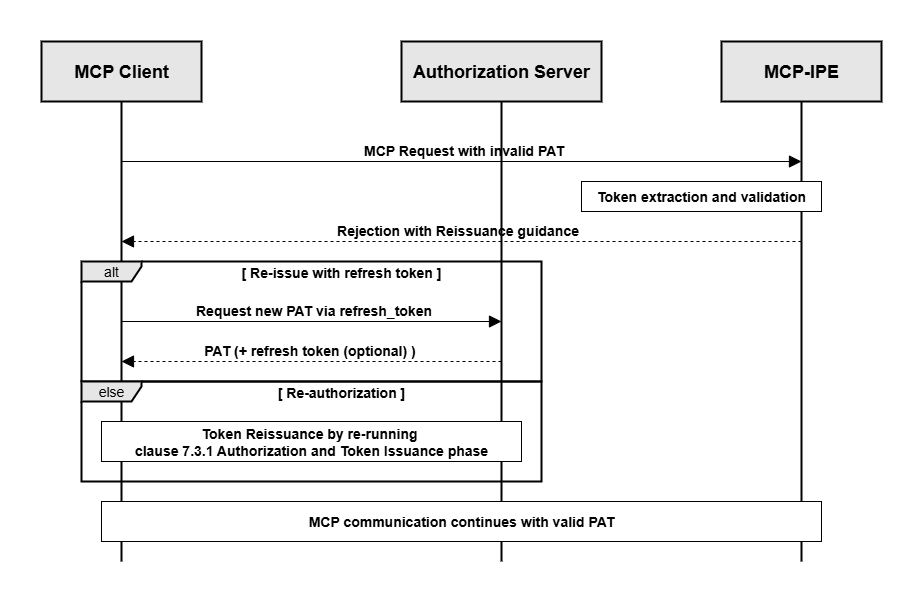 MCP Client
Authorization Server
MCP-IPE
MCP Request with invalid PAT
Token extraction and validation
Rejection with Reissuance guidance
alt
[ Re-issue with refresh token ]
Request new PAT via refresh_token
PAT (+ refresh token (optional) )
else
[ Re-authorization ]
Token Reissuance by re-running
clause 7.3.1 Authorization and Token Issuance phase
MCP communication continues with valid PAT